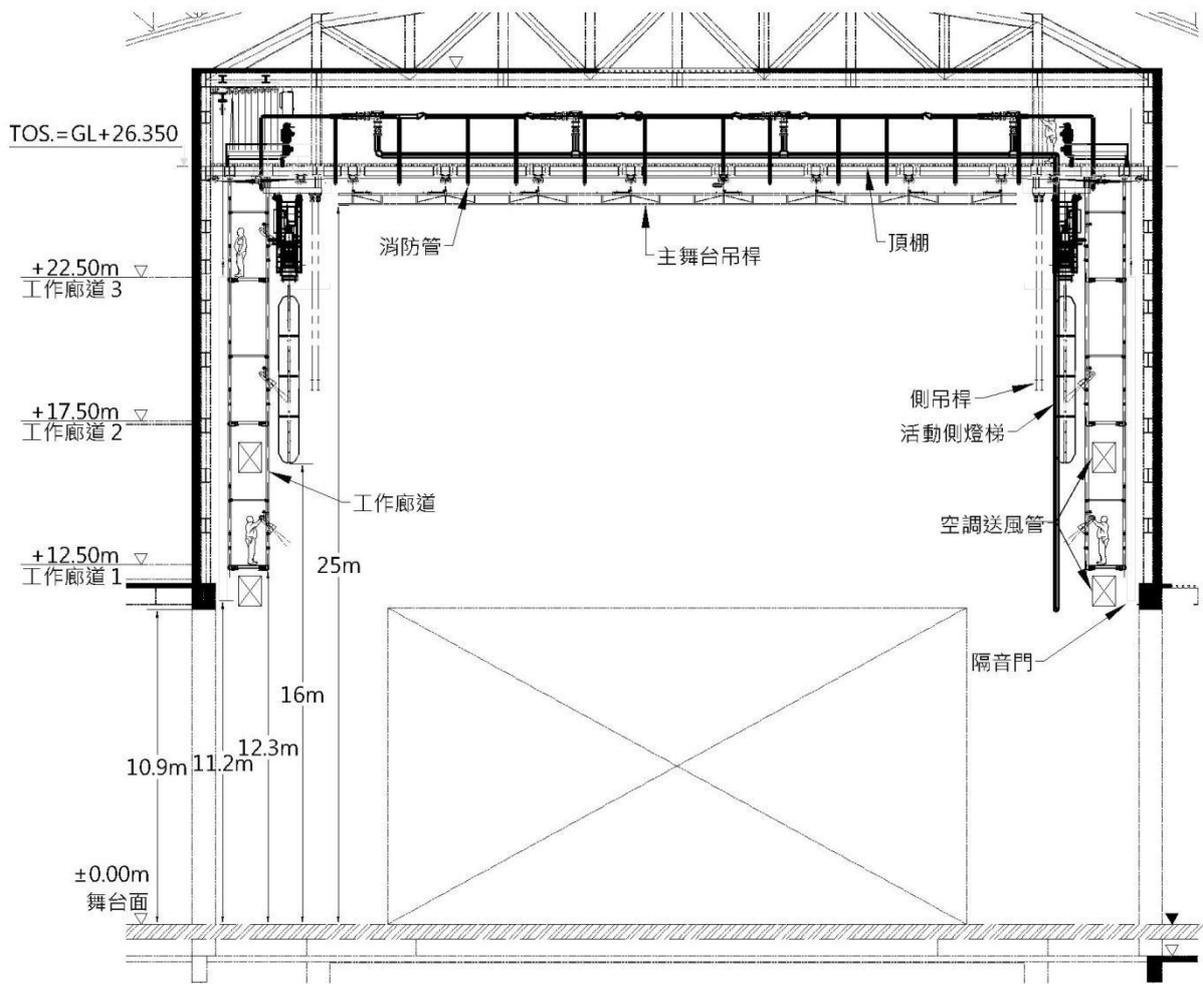 TOS.=GL+26.350
消防管
主舞台吊桿
頂棚
+22.50m
工作廊道 3
側吊桿
+17.50m
工作廊道 2
活動側燈梯
工作廊道
空調送風管
+12.50m
工作廊道 1
25m
隔音門
16m
12.3m
11.2m
10.9m
±0.00m
舞台面